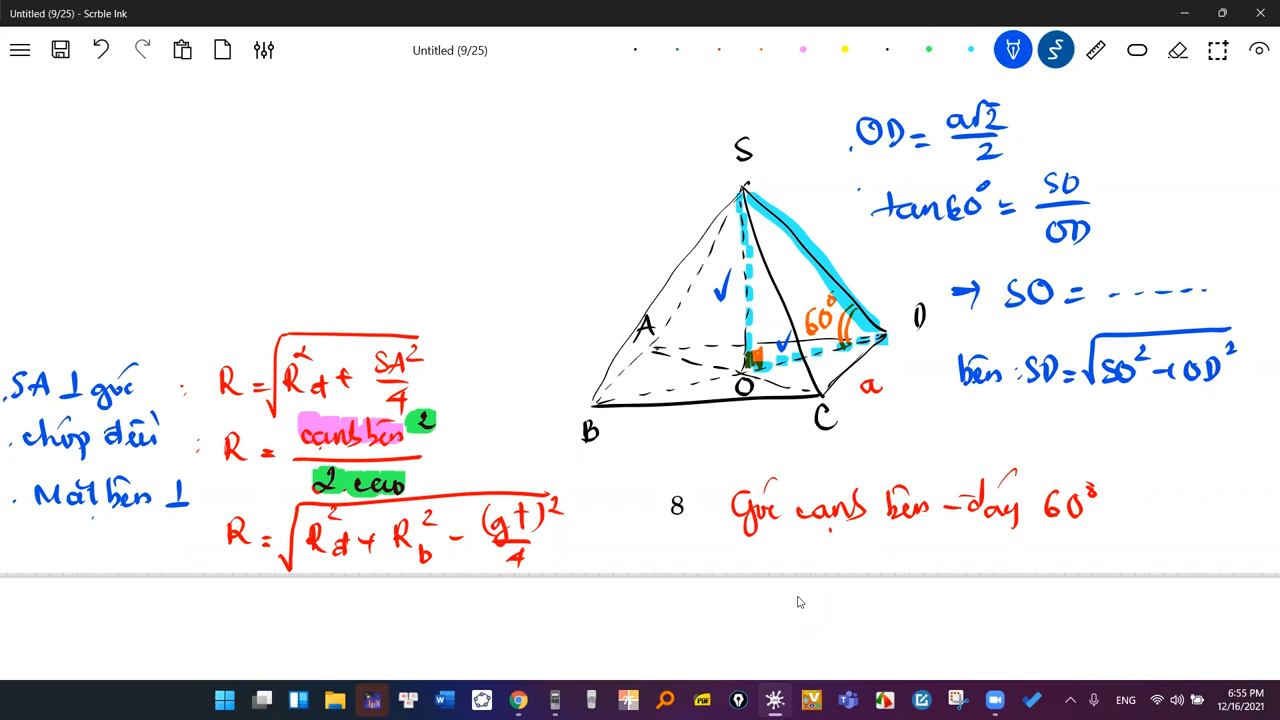 Untitled (9/25) - Scrble Ink
Untitled (9/25)
S
A
B
C
D
O
60°
a
OD = a√2/2
tan60° = SO/OD
→ SO = ......
bên : SD = √(SO² + OD²)
. SA ⊥ góc : R = √(R²đ + SA²/4)
. chóp đều : R = cạnh bên²/2.cao
. Mặt bên ⊥ R = √(R²đ + R²b - (gt)²/4)
8 Góc cạnh bên - đáy 60°
ENG
6:55 PM
12/16/2021